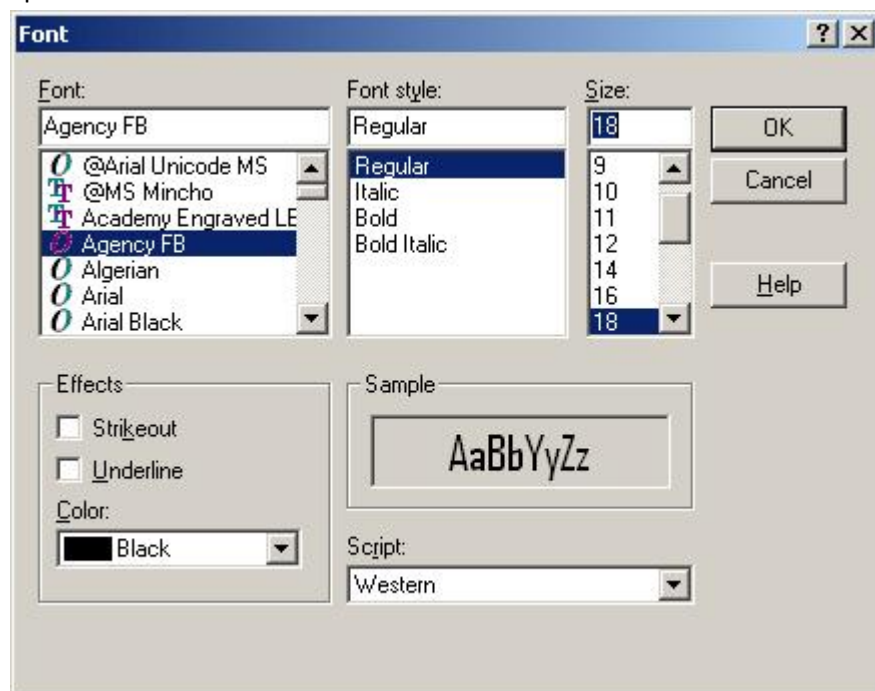 Font
Font:
Agency FB
@Arial Unicode MS
@MS Mincho
Academy Engraved LE
Agency FB
Algerian
Arial
Arial Black
Font style:
Regular
Regular
Italic
Bold
Bold Italic
Size:
18
9
10
11
12
14
16
18
OK
Cancel
Help
Effects
Strikeout
Underline
Color:
Black
Sample
AaBbYyZz
Script:
Western